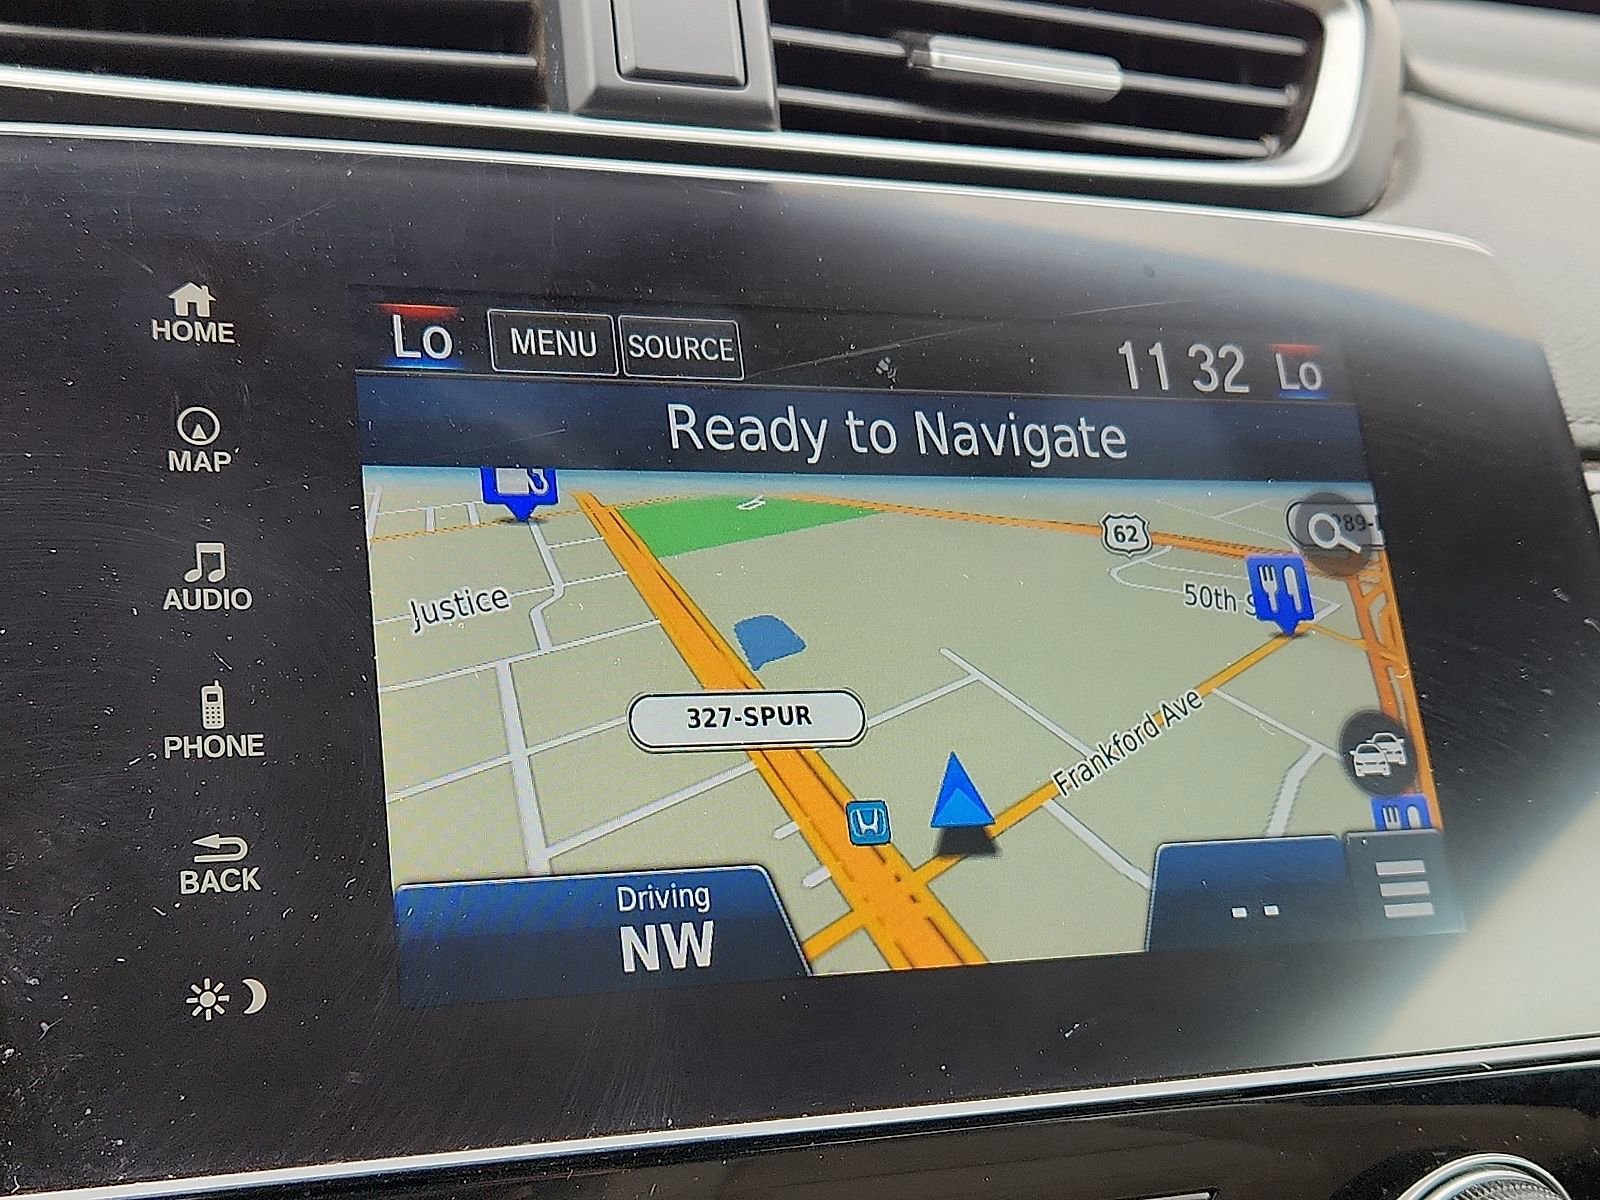 HOME
MAP
AUDIO
PHONE
BACK
Lo
MENU
SOURCE
11 32
Lo
Ready to Navigate
62
50th
Justice
327-SPUR
Frankford Ave
Driving
NW
- -